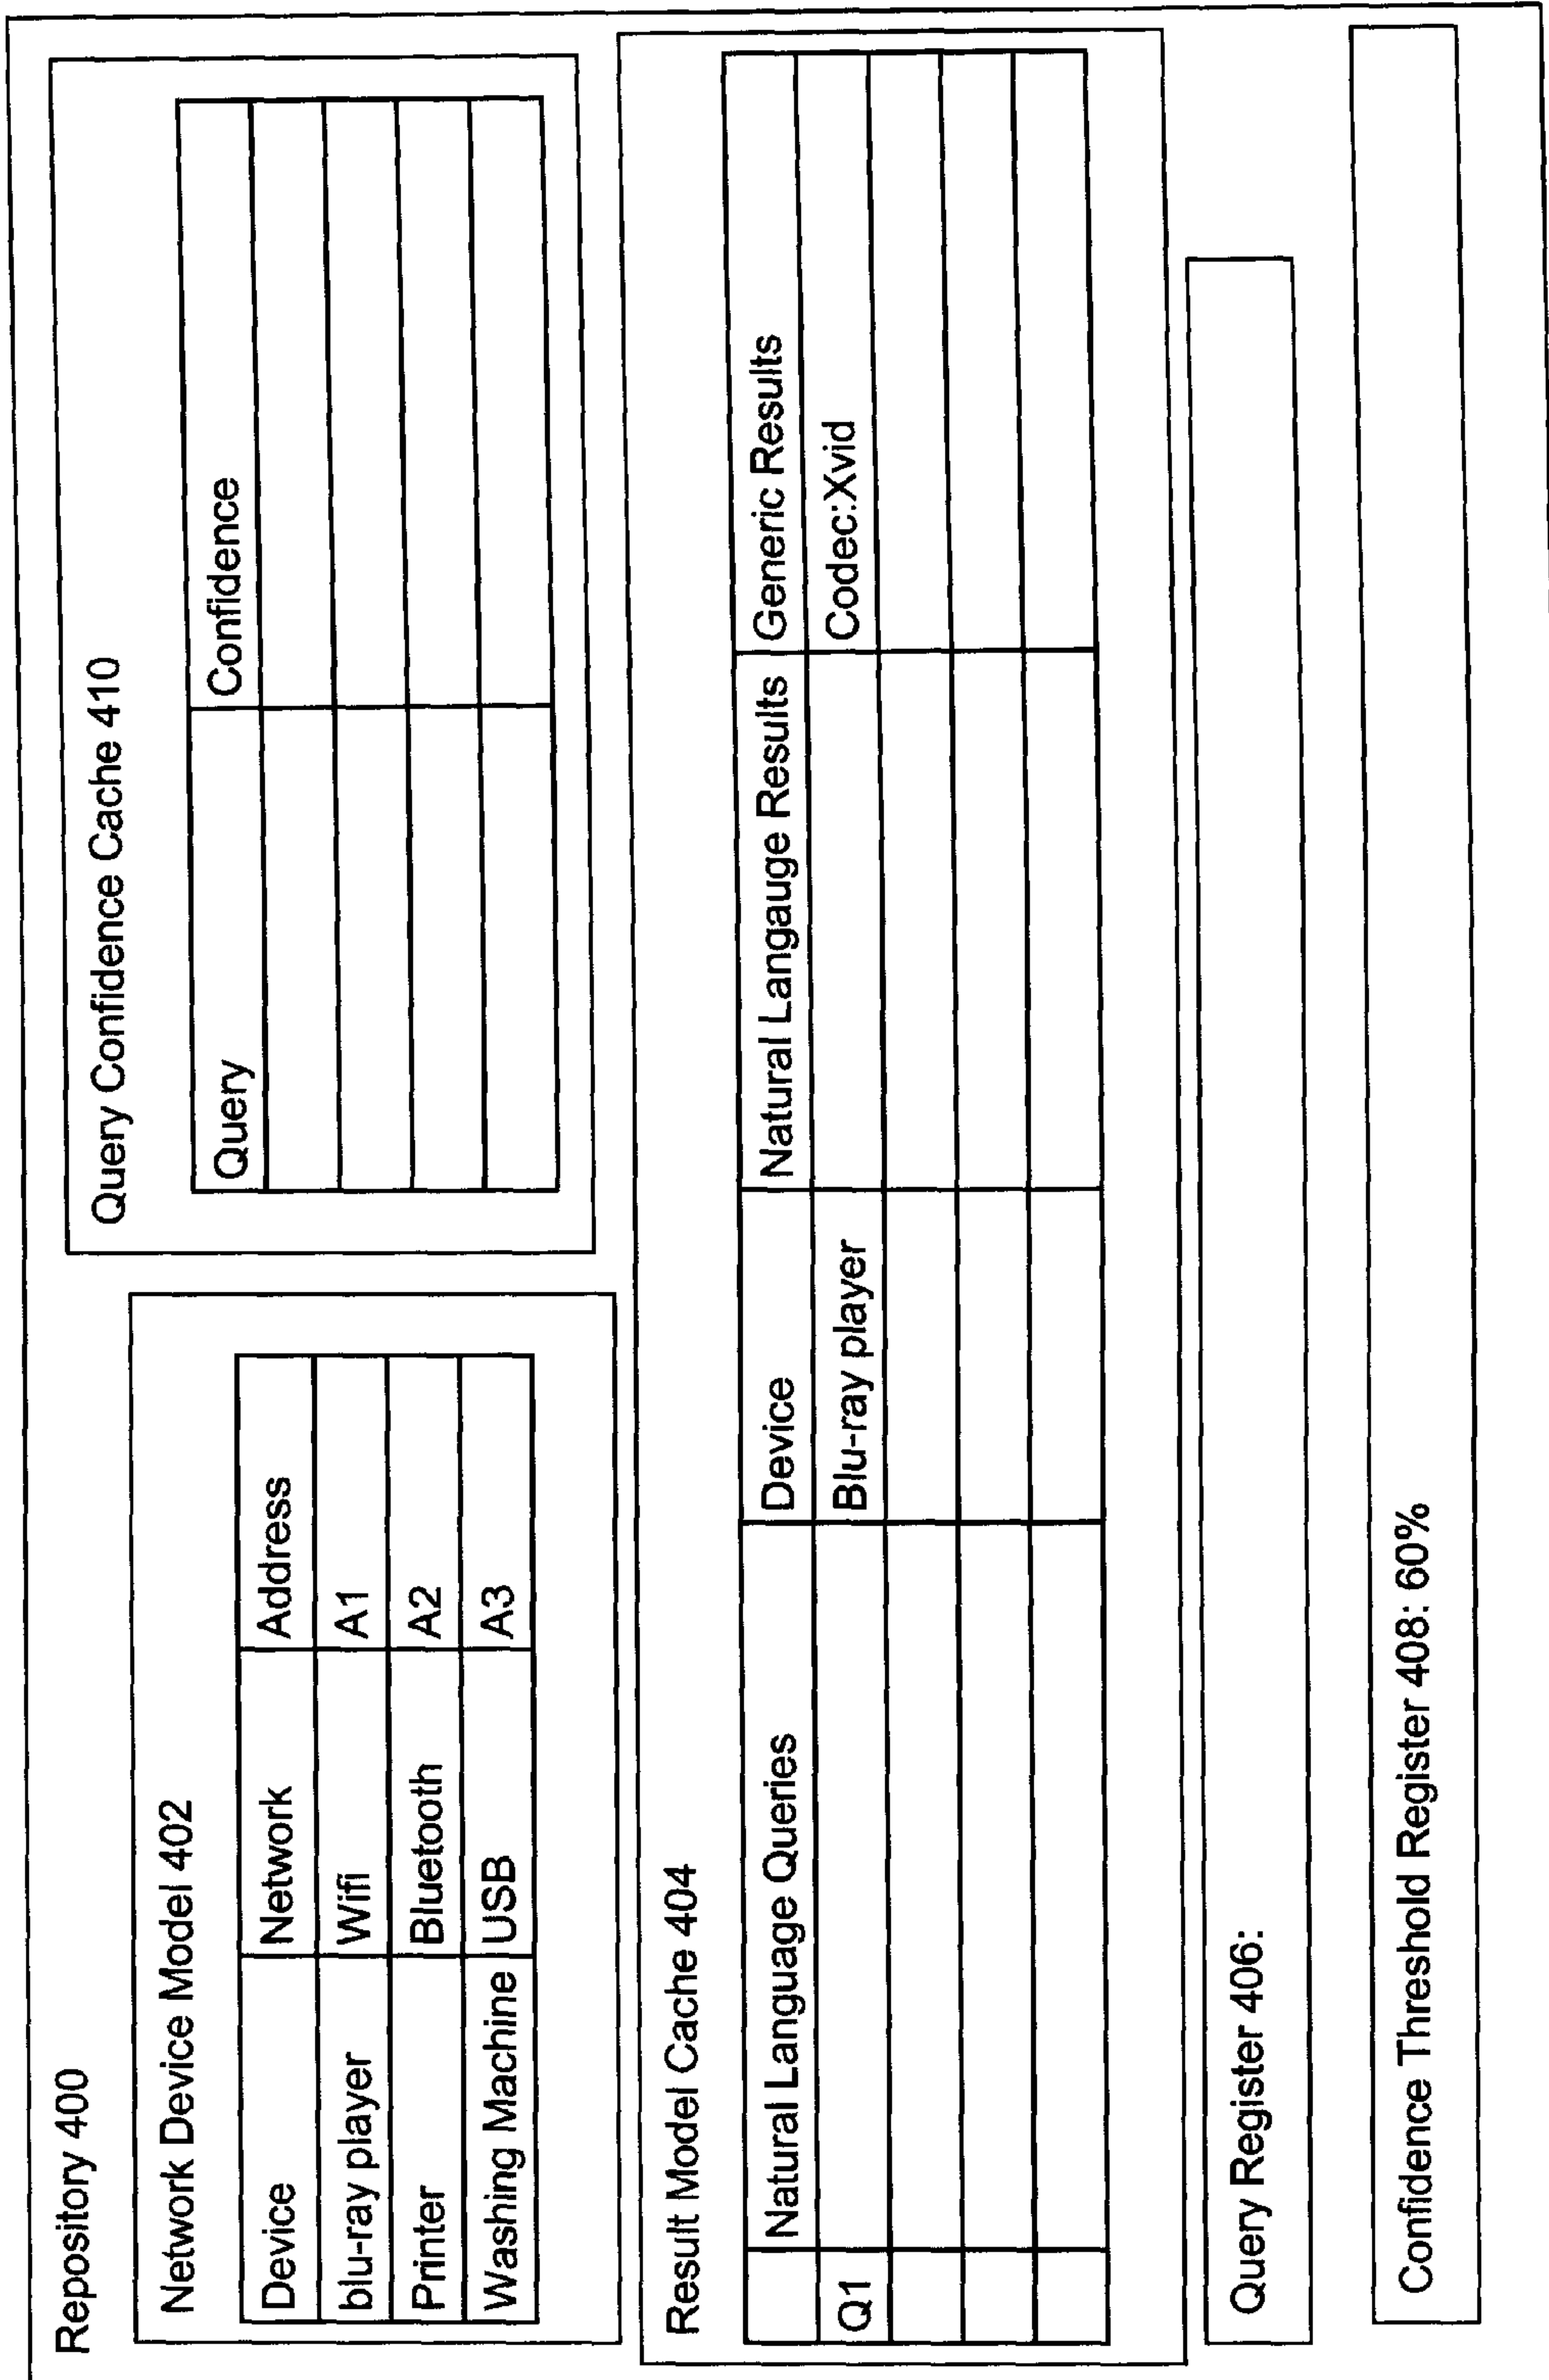 Repository 400
Network Device Model 402
Device Network Address
blu-ray player Wifi A1
Printer Bluetooth A2
Washing Machine USB A3
Query Confidence Cache 410
Query Confidence
Result Model Cache 404
Natural Language Queries Device Natural Langauge Results Generic Results
Q1 Blu-ray player Codec:Xvid
Query Register 406:
Confidence Threshold Register 408: 60%